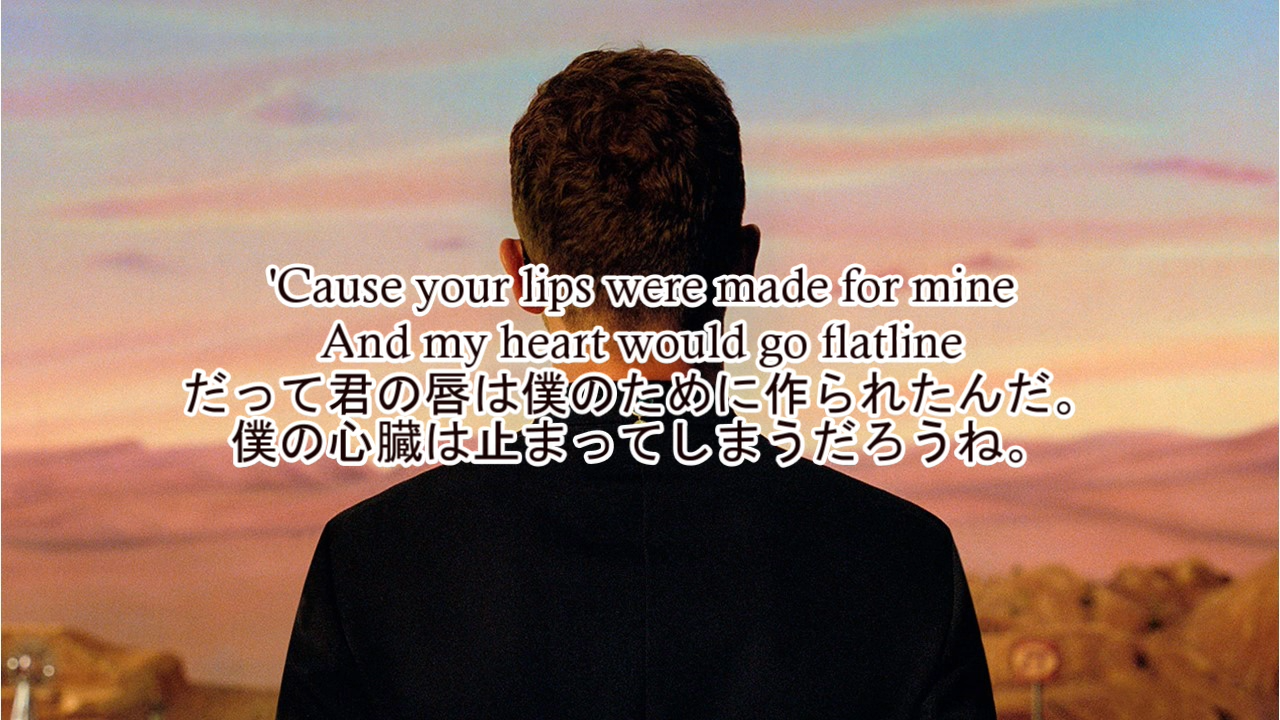 'Cause your lips were made for mine
And my heart would go flatline
だって君の唇は僕のために作られたんだ。
僕の心臓は止まってしまうだろうね。